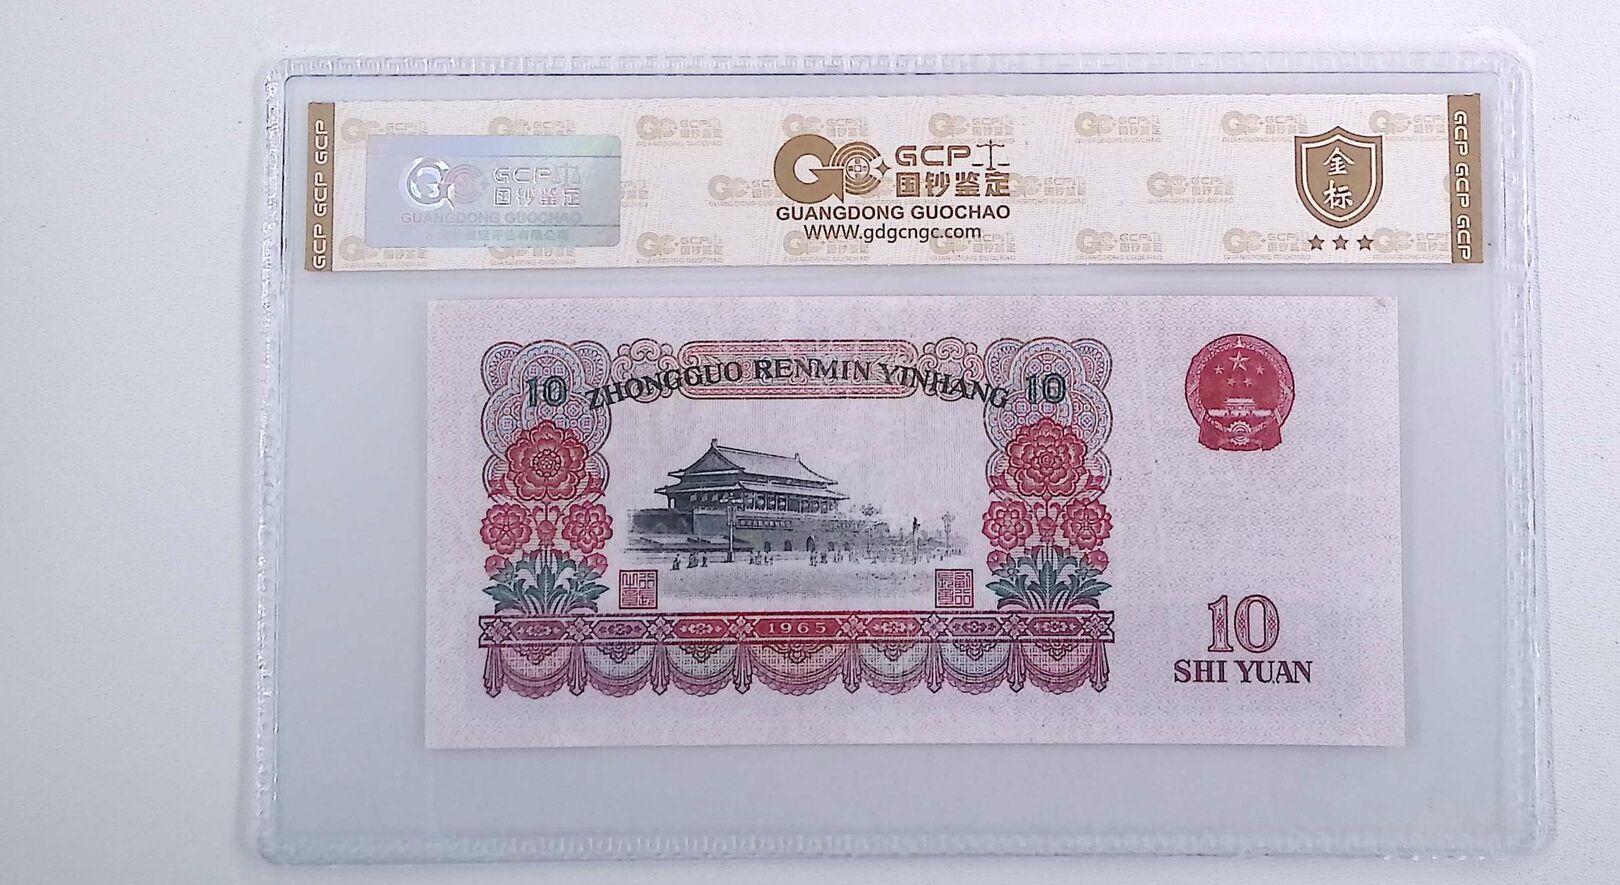 GCP GCP GCP
GCP
国钞鉴定
GUANGDONG GUOCHAO
GCP
国钞鉴定
GUANGDONG GUOCHAO
WWW.gdgcngc.com
金标
GCP GCP GCP
10 ZHONGGUO RENMIN YINHANG 10
1965
10
SHI YUAN